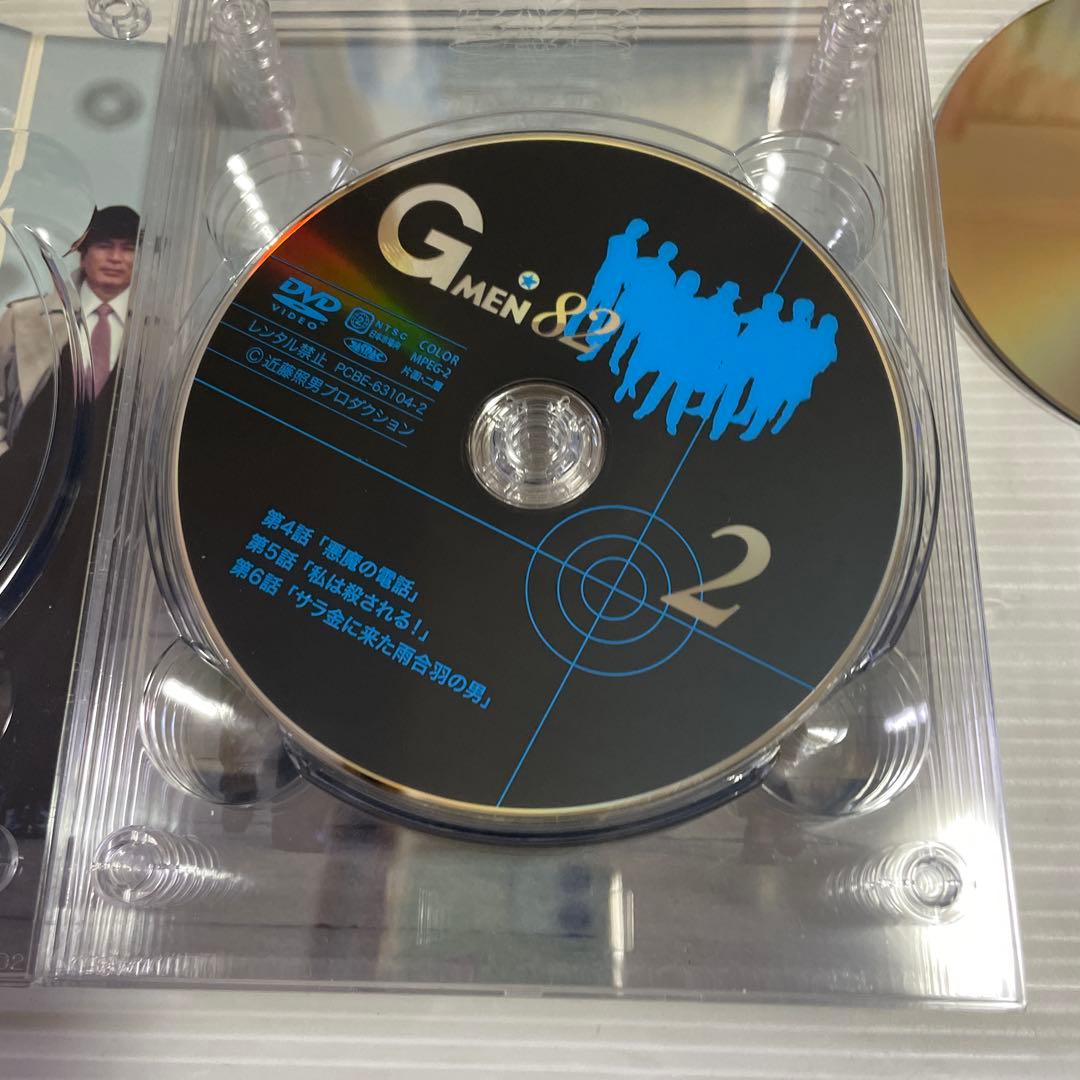 G MEN '82
DVD VIDEO
2 NTSC COLOR
日本市場向 MPEG-2
片面・二層
レンタル禁止 PCBE-63104-2
©近藤照男プロダクション
2
第4話「悪魔の電話」
第5話「私は殺される！」
第6話「サラ金に来た雨合羽の男」
02